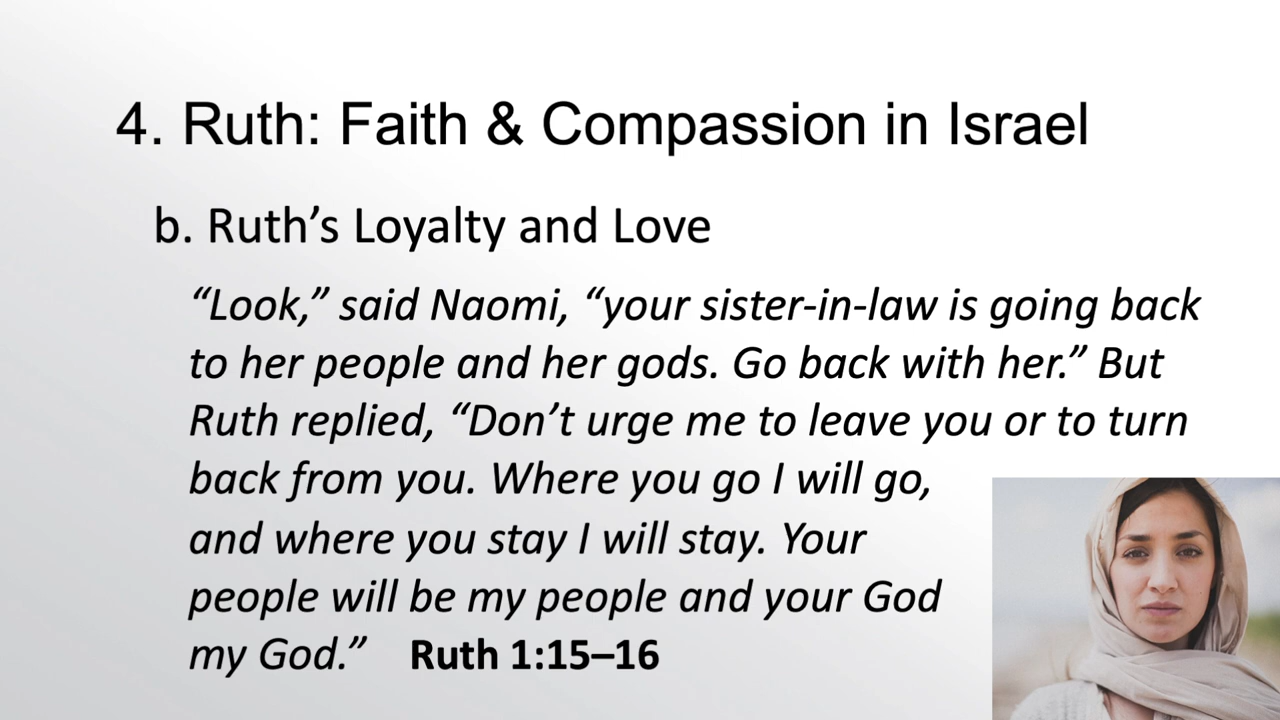 4. Ruth: Faith & Compassion in Israel
b. Ruth’s Loyalty and Love
“Look,” said Naomi, “your sister-in-law is going back
to her people and her gods. Go back with her.” But
Ruth replied, “Don’t urge me to leave you or to turn
back from you. Where you go I will go,
and where you stay I will stay. Your
people will be my people and your God
my God.” Ruth 1:15–16